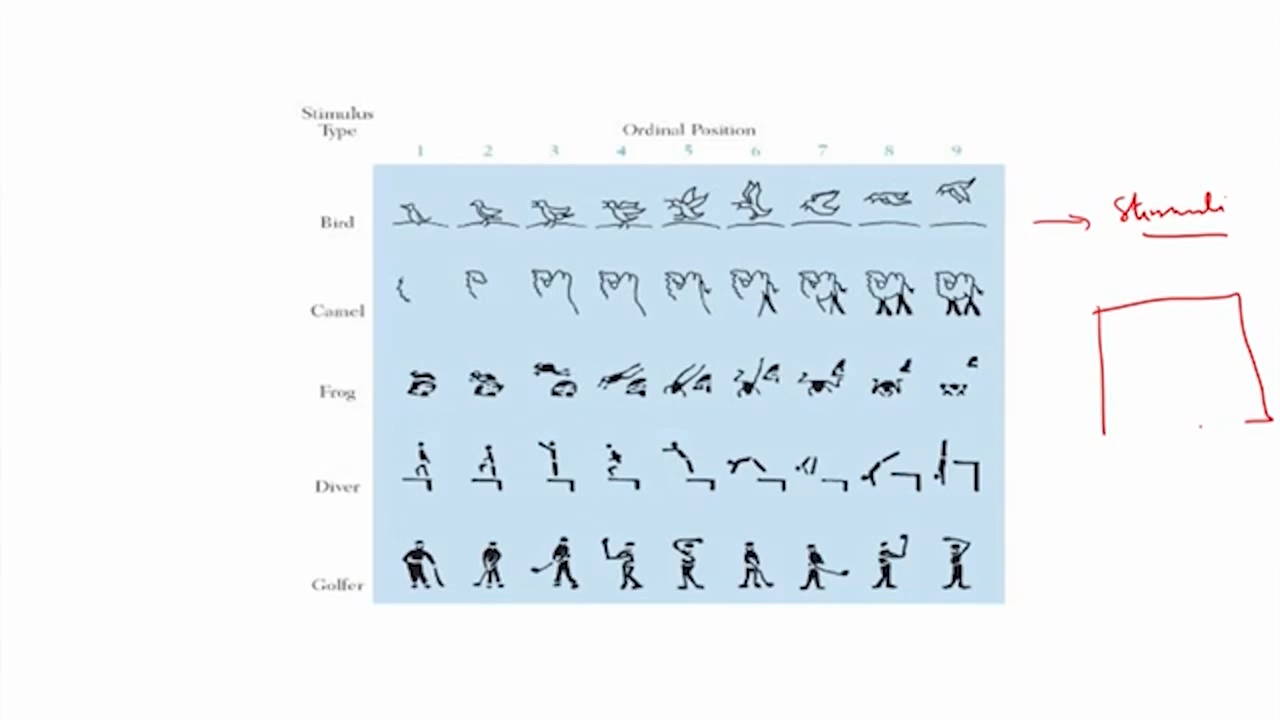 Stimulus
Type
Ordinal Position
1 2 3 4 5 6 7 8 9
Bird
Stimuli
Camel
Frog
Diver
Golfer